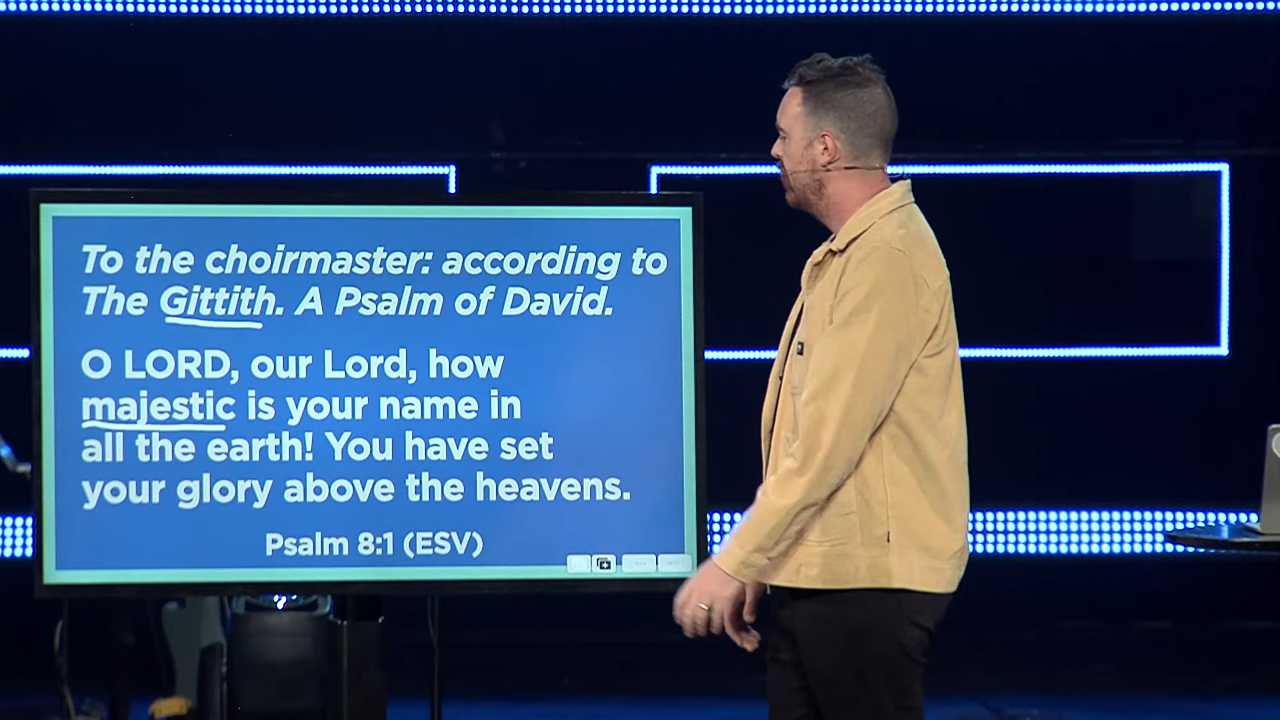 To the choirmaster: according to
The Gittith. A Psalm of David.
O LORD, our Lord, how
majestic is your name in
all the earth! You have set
your glory above the heavens.
Psalm 8:1 (ESV)